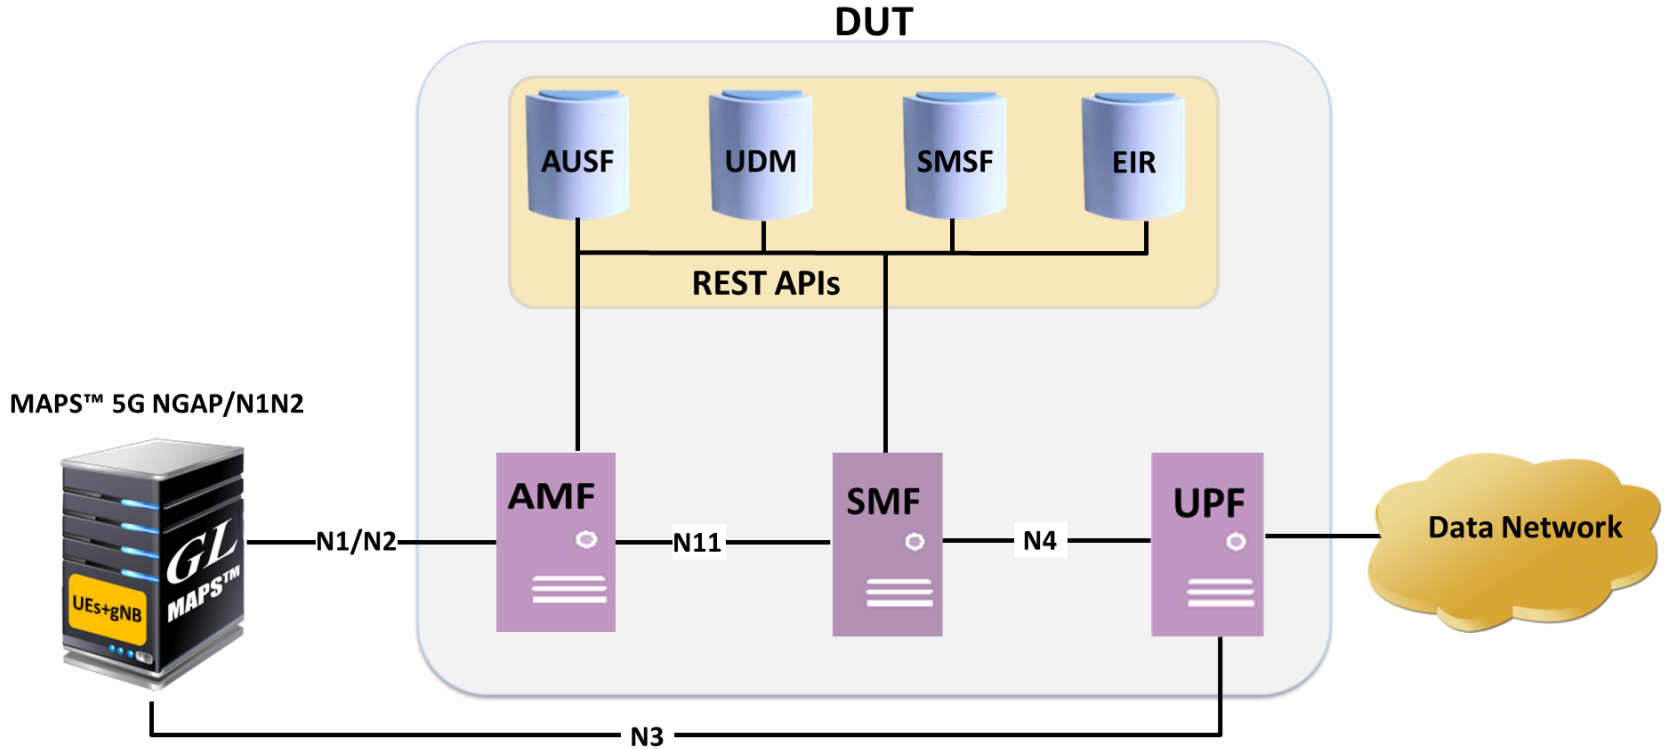 DUT
AUSF
UDM
SMSF
EIR
REST APIs
MAPS™ 5G NGAP/N1N2
GL
MAPS™
UEs+gNB
N1/N2
AMF
N11
SMF
N4
UPF
Data Network
N3